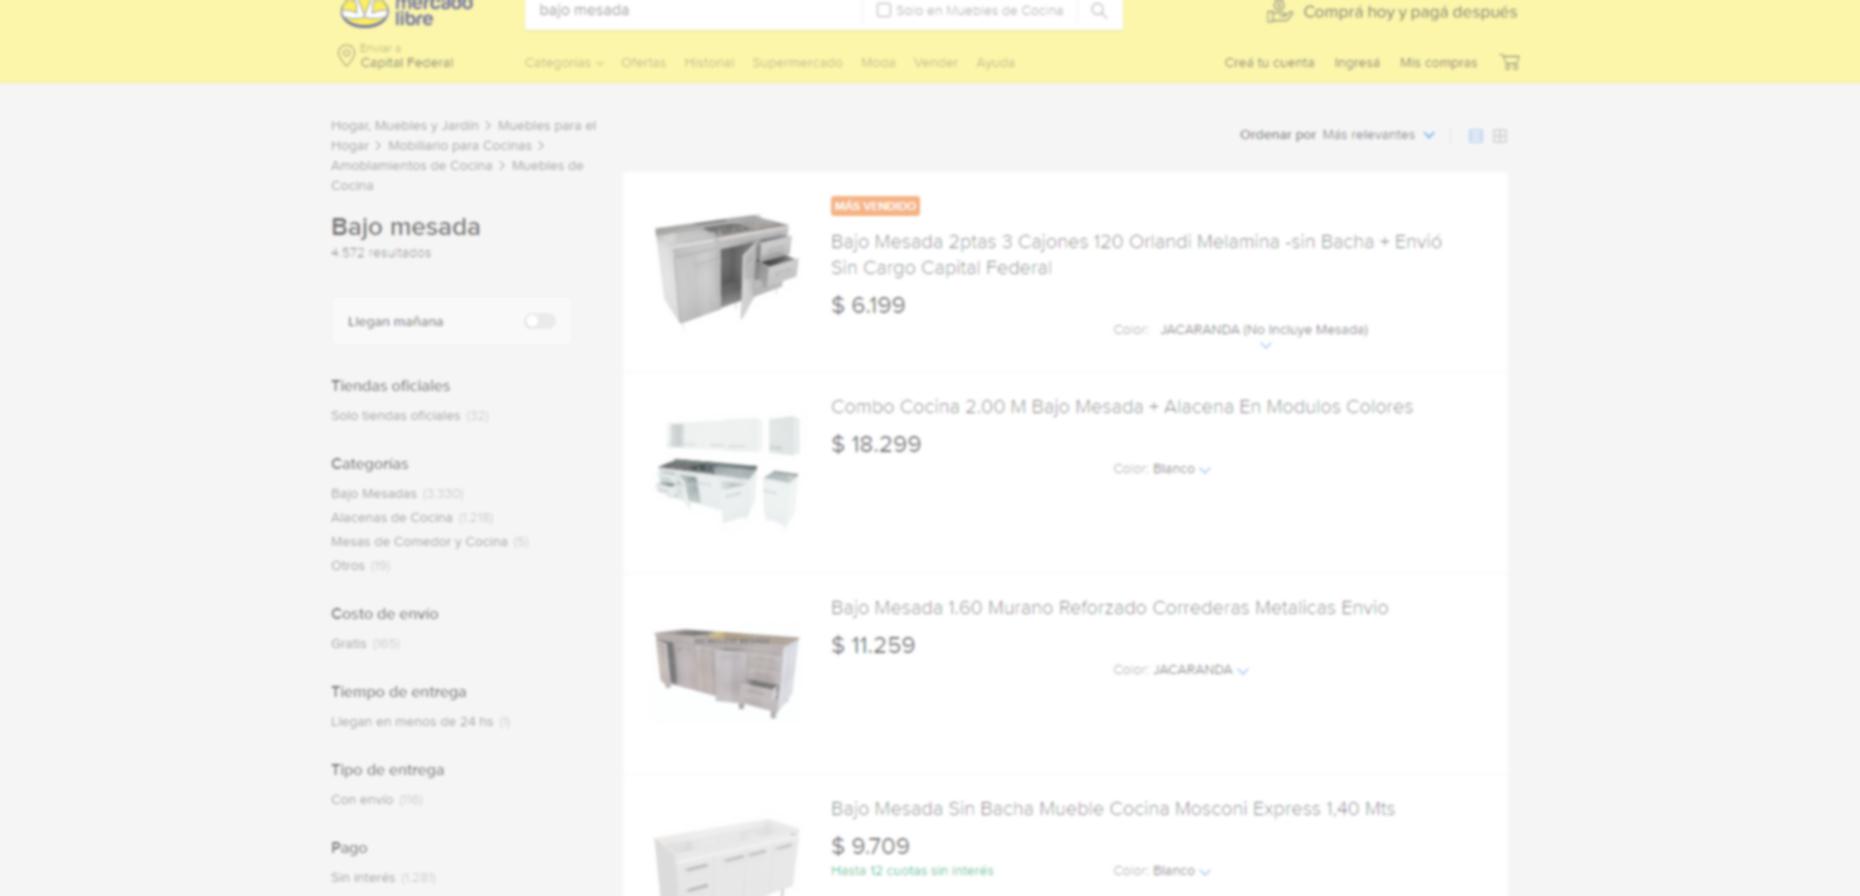 mercado
libre
bajo mesada
Solo en Muebles de Cocina
Comprá hoy y pagá después
Enviar a
Capital Federal
Categorías
Ofertas
Historial
Supermercado
Moda
Vender
Ayuda
Creá tu cuenta
Ingresá
Mis compras
Hogar, Muebles y Jardín > Muebles para el
Hogar > Mobiliario para Cocinas >
Amoblamientos de Cocina > Muebles de
Cocina
Bajo mesada
4.572 resultados
Llegan mañana
Tiendas oficiales
Solo tiendas oficiales (32)
Categorías
Bajo Mesadas (3.330)
Alacenas de Cocina (1.218)
Mesas de Comedor y Cocina (5)
Otros (19)
Costo de envío
Gratis (165)
Tiempo de entrega
Llegan en menos de 24 hs (1)
Tipo de entrega
Con envío (116)
Pago
Sin interés (1.281)
Ordenar por Más relevantes
MÁS VENDIDO
Bajo Mesada 2ptas 3 Cajones 120 Orlandi Melamina -sin Bacha + Envió
Sin Cargo Capital Federal
$ 6.199
Color: JACARANDA (No Incluye Mesada)
Combo Cocina 2.00 M Bajo Mesada + Alacena En Modulos Colores
$ 18.299
Color: Blanco
Bajo Mesada 1.60 Murano Reforzado Correderas Metalicas Envio
$ 11.259
Color: JACARANDA
Bajo Mesada Sin Bacha Mueble Cocina Mosconi Express 1,40 Mts
$ 9.709
Hasta 12 cuotas sin interés
Color: Blanco